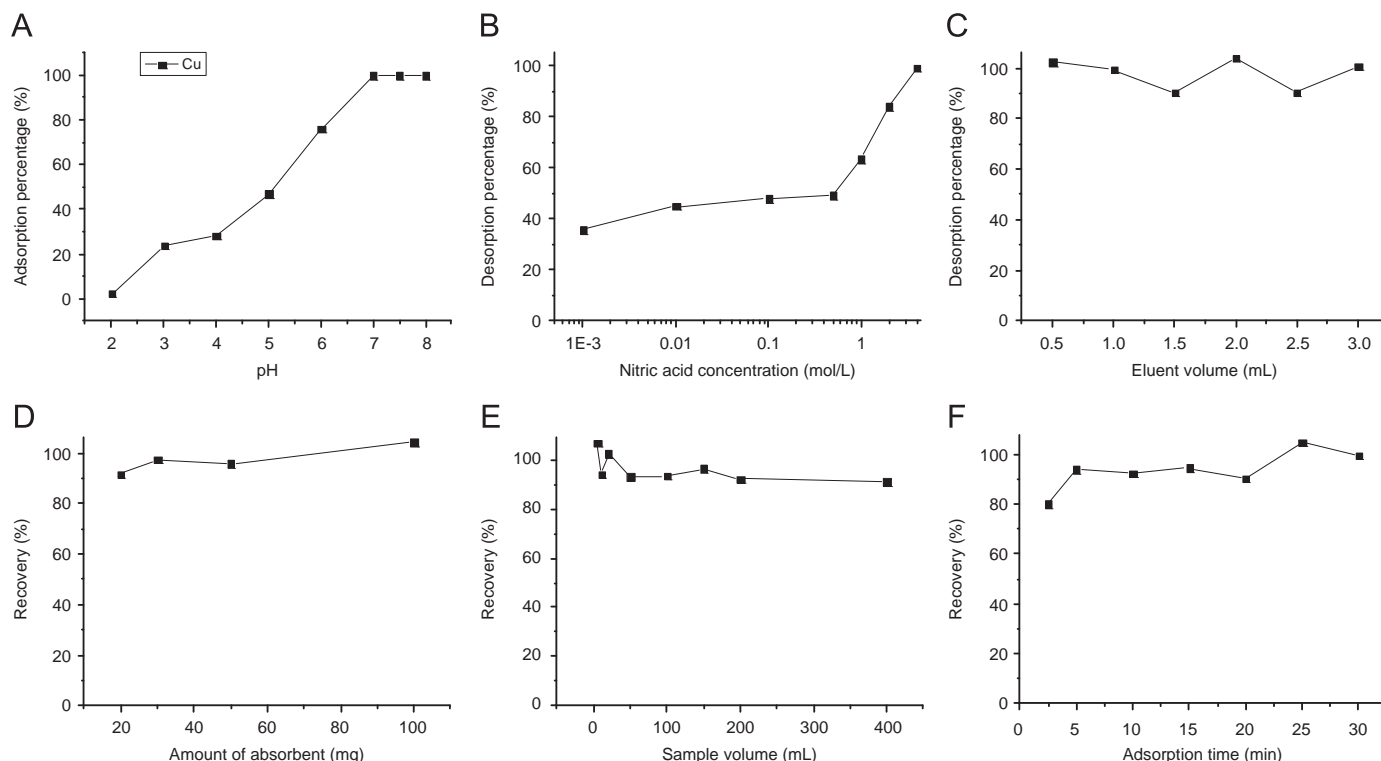 A
Cu
Adsorption percentage (%)
100
80
60
40
20
0
2 3 4 5 6 7 8
pH
B
Desorption percentage (%)
100
80
60
40
20
0
1E-3 0.01 0.1 1
Nitric acid concentration (mol/L)
C
Desorption percentage (%)
100
80
60
40
20
0
0.5 1.0 1.5 2.0 2.5 3.0
Eluent volume (mL)
D
Recovery (%)
100
80
60
40
20
0
20 40 60 80 100
Amount of absorbent (mg)
E
Recovery (%)
100
80
60
40
20
0
0 100 200 300 400
Sample volume (mL)
F
Recovery (%)
100
80
60
40
20
0
0 5 10 15 20 25 30
Adsorption time (min)